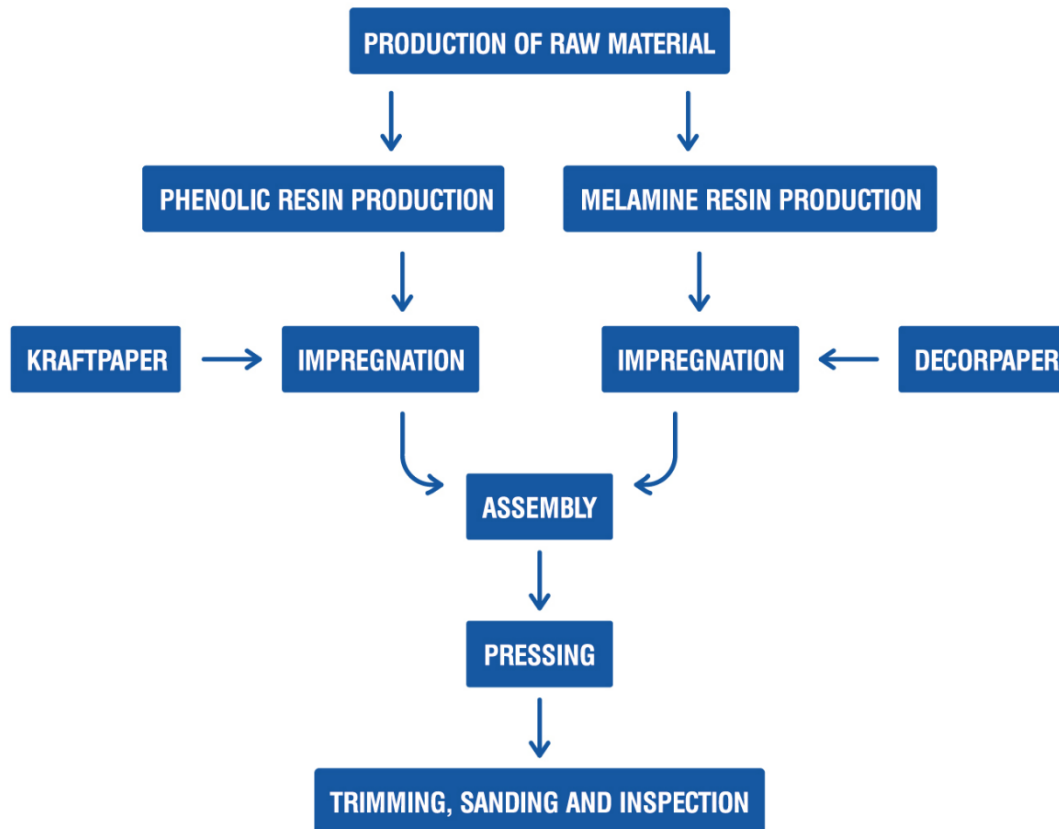 PRODUCTION OF RAW MATERIAL
PHENOLIC RESIN PRODUCTION
MELAMINE RESIN PRODUCTION
KRAFTPAPER
IMPREGNATION
IMPREGNATION
DECORPAPER
ASSEMBLY
PRESSING
TRIMMING, SANDING AND INSPECTION